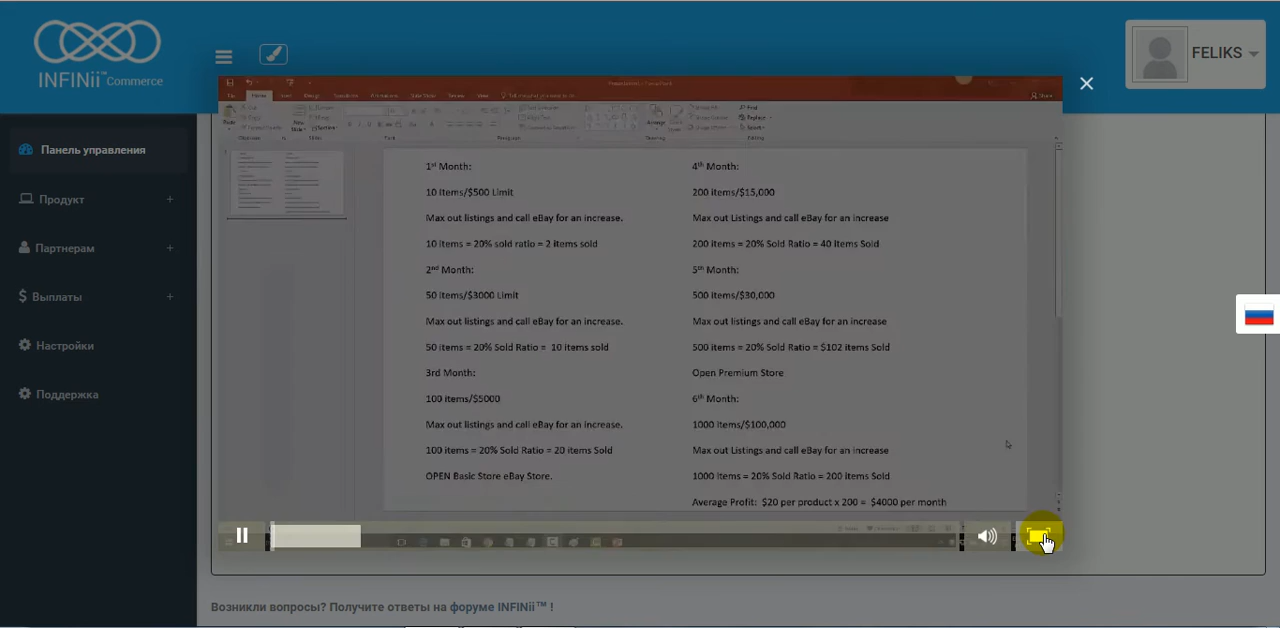 INFINii™ Commerce
FELIKS
Панель управления
Продукт +
Партнерам +
$ Выплаты +
Настройки
Поддержка
1st Month:
10 Items/$500 Limit
Max out listings and call eBay for an increase.
10 items = 20% sold ratio = 2 items sold
2nd Month:
50 items/$3000 Limit
Max out listings and call eBay for an increase.
50 items = 20% Sold Ratio = 10 items sold
3rd Month:
100 items/$5000
Max out listings and call eBay for an increase.
100 items = 20% Sold Ratio = 20 items Sold
OPEN Basic Store eBay Store.
4th Month:
200 items/$15,000
Max out Listings and call eBay for an increase
200 items = 20% Sold Ratio = 40 items Sold
5th Month:
500 items/$30,000
Max out listings and call eBay for an increase
500 items = 20% Sold Ratio = $102 items Sold
Open Premium Store
6th Month:
1000 items/$100,000
Max out Listings and call eBay for an increase
1000 items = 20% Sold Ratio = 200 items Sold
Average Profit: $20 per product x 200 = $4000 per month
Возникли вопросы? Получите ответы на форуме INFINii™ !